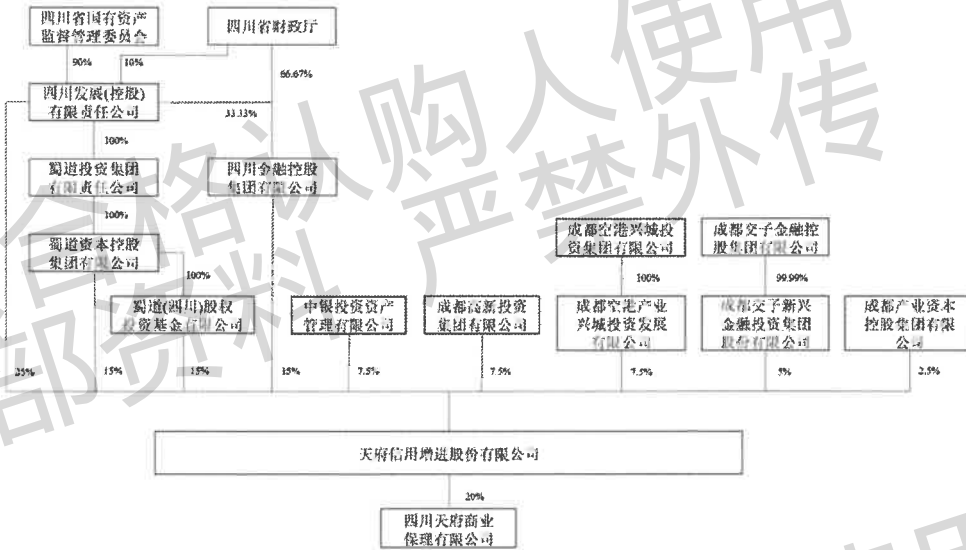 四川省国有资产
监督管理委员会
四川省财政厅
90%
10%
66.67%
四川发展(控股)
有限责任公司
33.33%
100%
蜀道投资集团
有限责任公司
四川金融控股
集团有限公司
100%
蜀道资本控股
集团有限公司
成都空港兴城投
资集团有限公司
成都交子金融控
股集团有限公司
100%
100%
99.99%
蜀道(四川)股权
投资基金有限公司
中银投资资产
管理有限公司
成都高新投资
集团有限公司
成都空港产业
兴城投资发展
有限公司
成都交子新兴
金融投资集团
股份有限公司
成都产业资本
控股集团有限
公司
25%
15%
15%
15%
7.5%
7.5%
7.5%
5%
2.5%
天府信用增进股份有限公司
20%
四川天府商业
保理有限公司
合格认购人使用
部资料 严禁外传